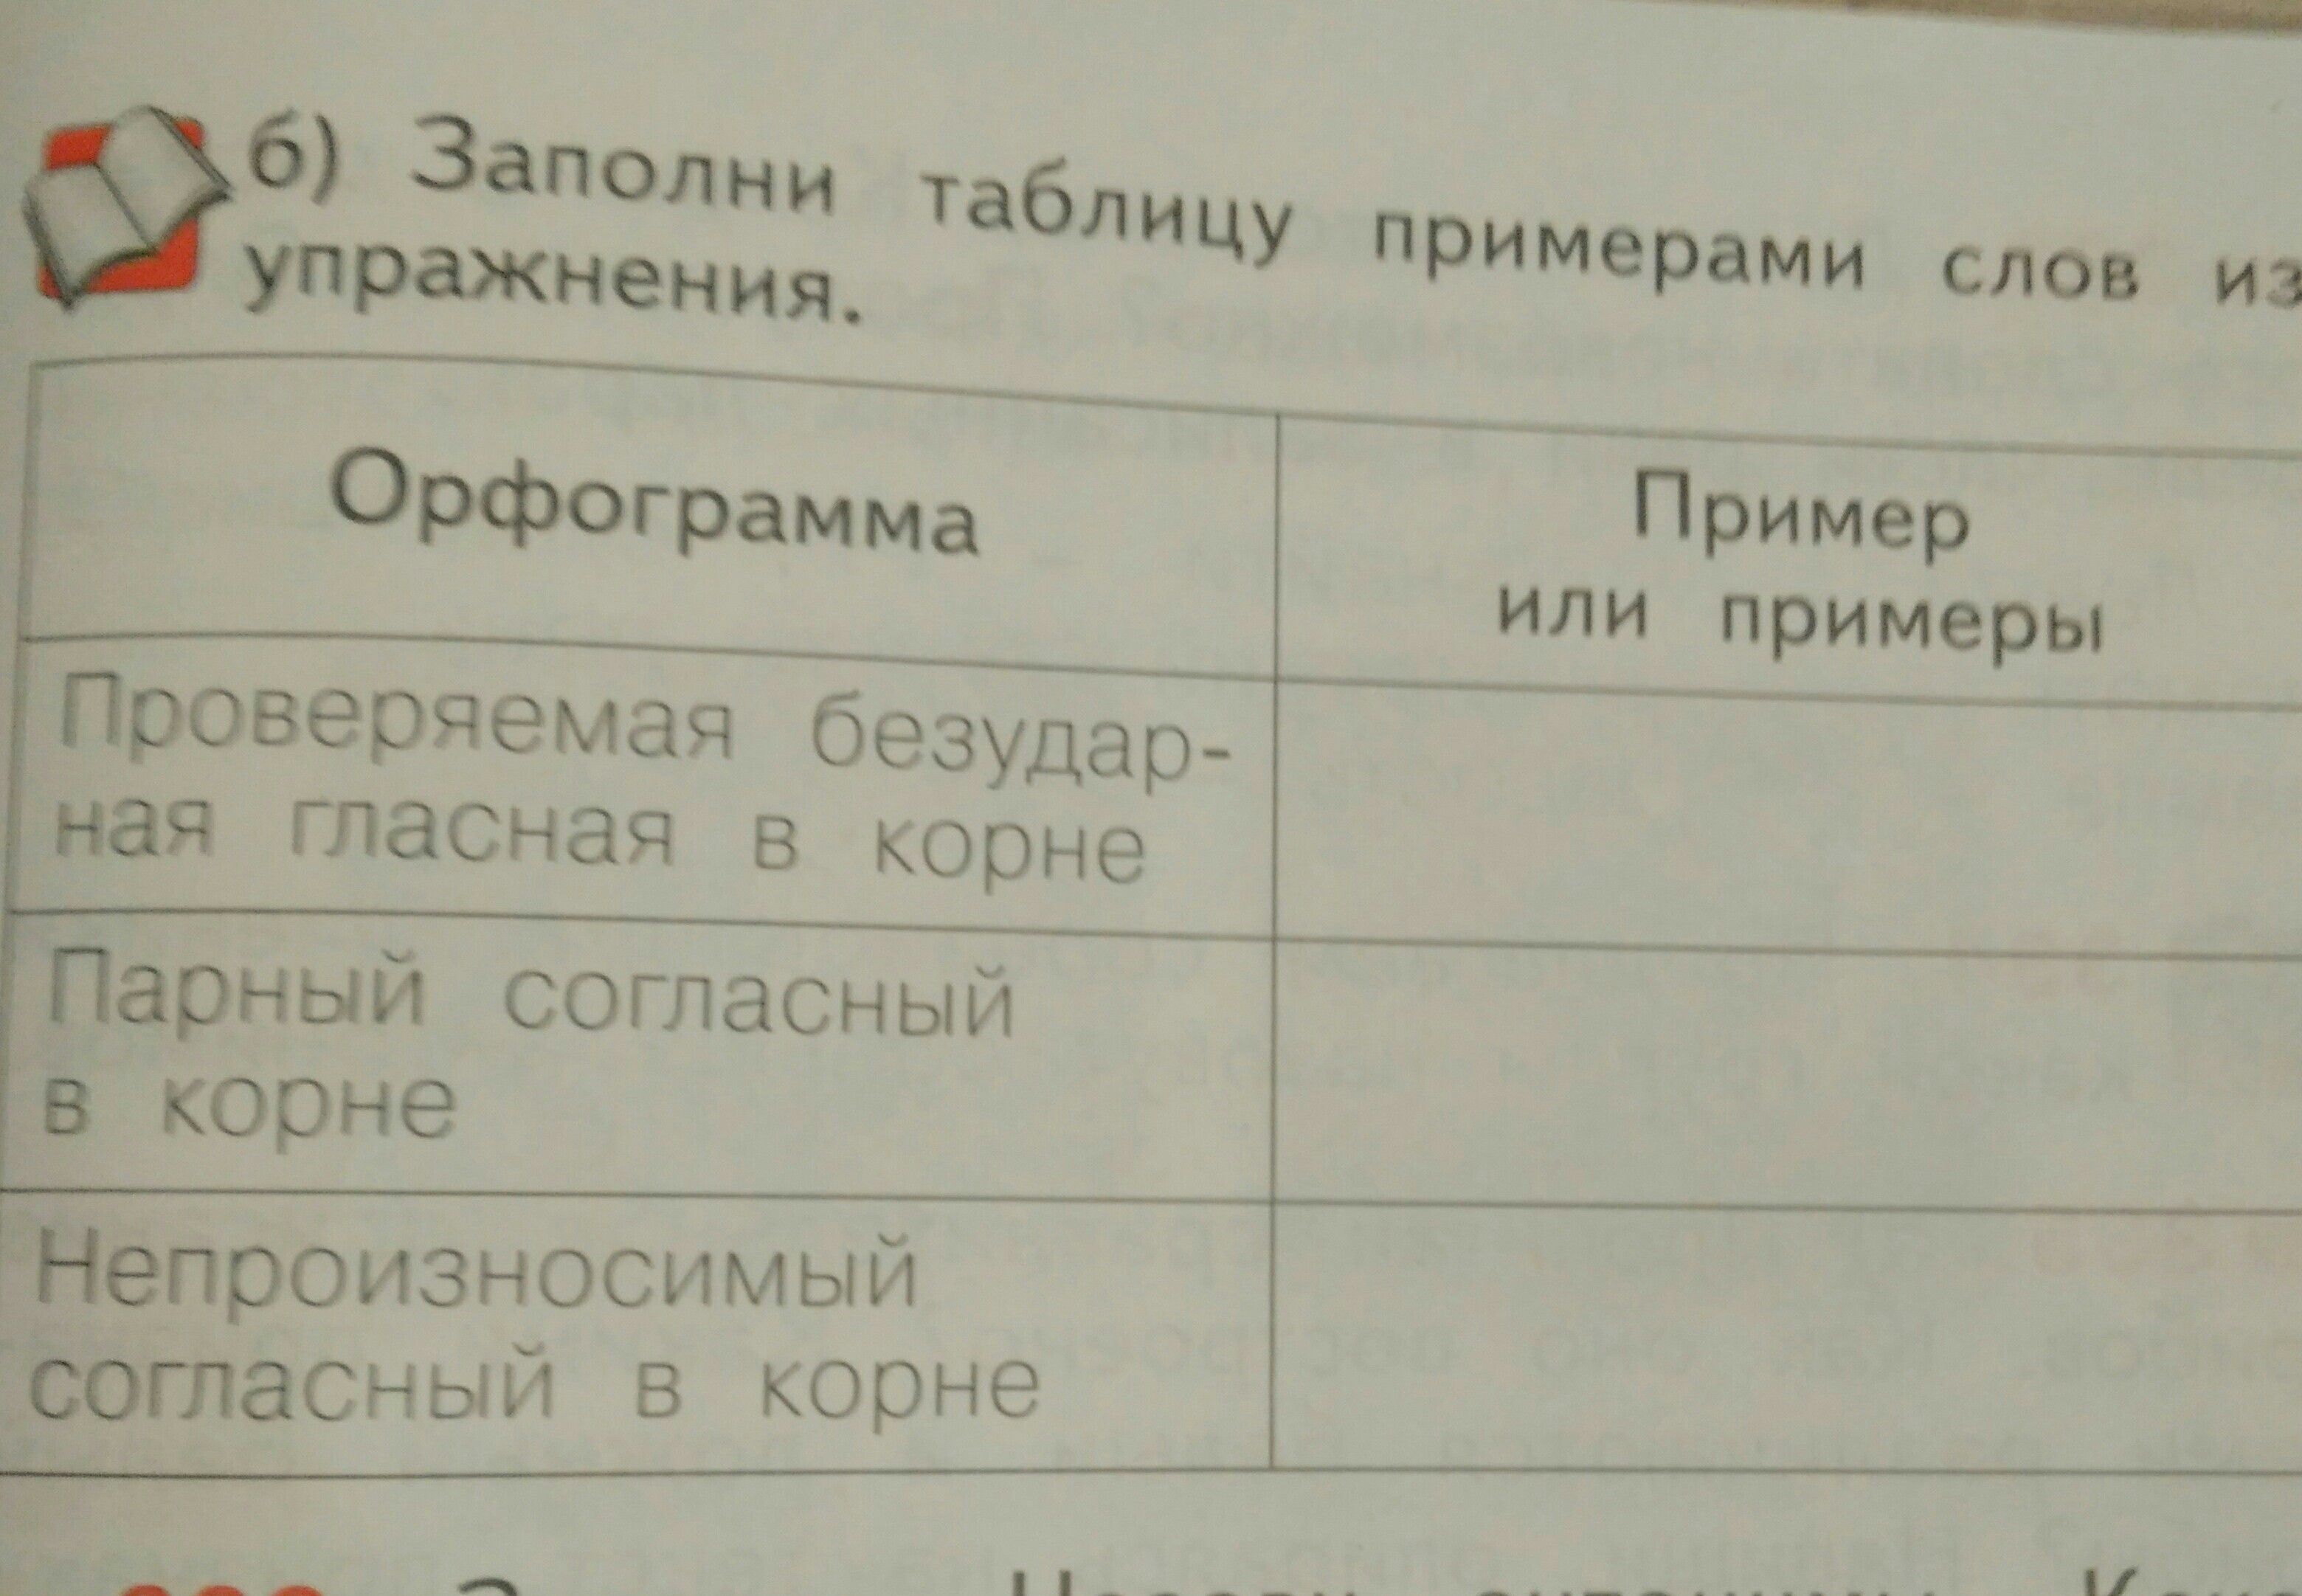 б) Заполни таблицу примерами слов из
упражнения.
Орфограмма
Пример
или примеры
Проверяемая безудар-
ная гласная в корне
Парный согласный
в корне
Непроизносимый
согласный в корне